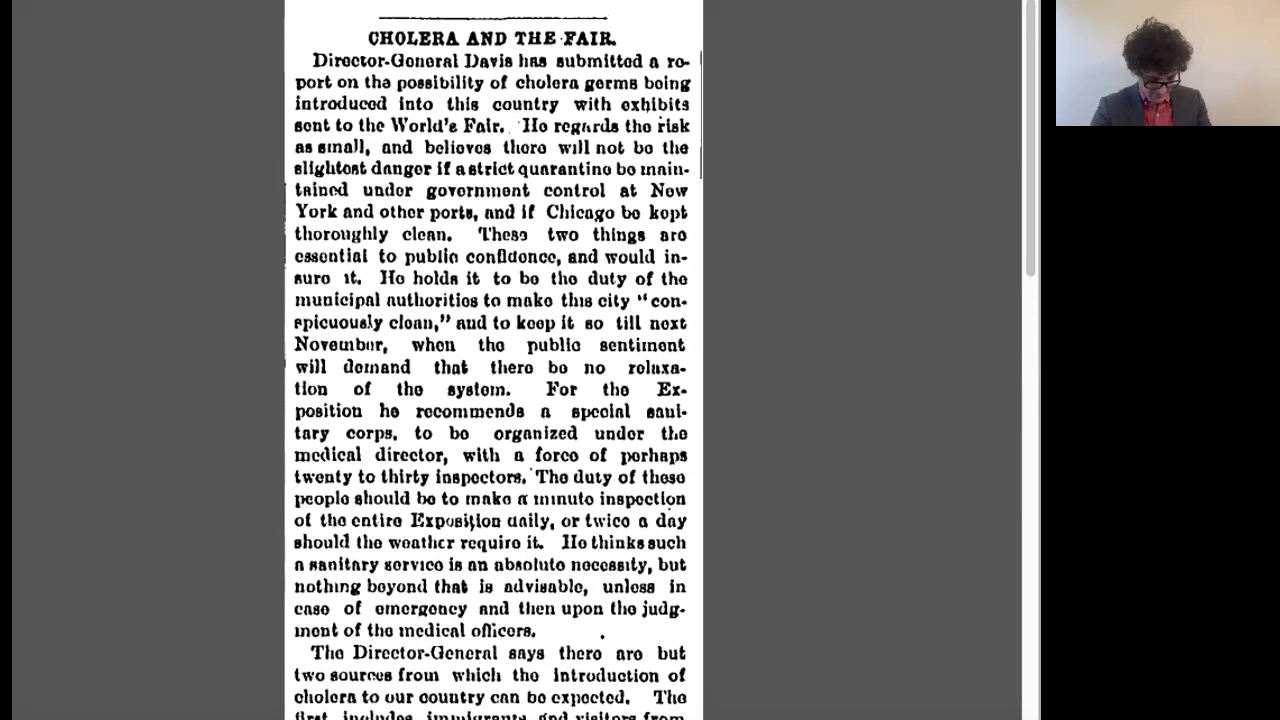 CHOLERA AND THE FAIR.
Director-General Davis has submitted a re-
port on the possibility of cholera germs being
introduced into this country with exhibits
sent to the World's Fair. He regards the risk
as small, and believes there will not be the
slightest danger if a strict quarantine be main-
tained under government control at New
York and other ports, and if Chicago be kept
thoroughly clean. These two things are
essential to public confidence, and would in-
sure it. He holds it to be the duty of the
municipal authorities to make this city "con-
spicuously clean," and to keep it so till next
November, when the public sentiment
will demand that there be no relaxa-
tion of the system. For the Ex-
position he recommends a special sani-
tary corps, to be organized under the
medical director, with a force of perhaps
twenty to thirty inspectors. The duty of these
people should be to make a minute inspection
of the entire Exposition daily, or twice a day
should the weather require it. He thinks such
a sanitary service is an absolute necessity, but
nothing beyond that is advisable, unless in
case of emergency and then upon the judg-
ment of the medical officers.
The Director-General says there are but
two sources from which the introduction of
cholera to our country can be expected. The
first includes immigrants and visitors from